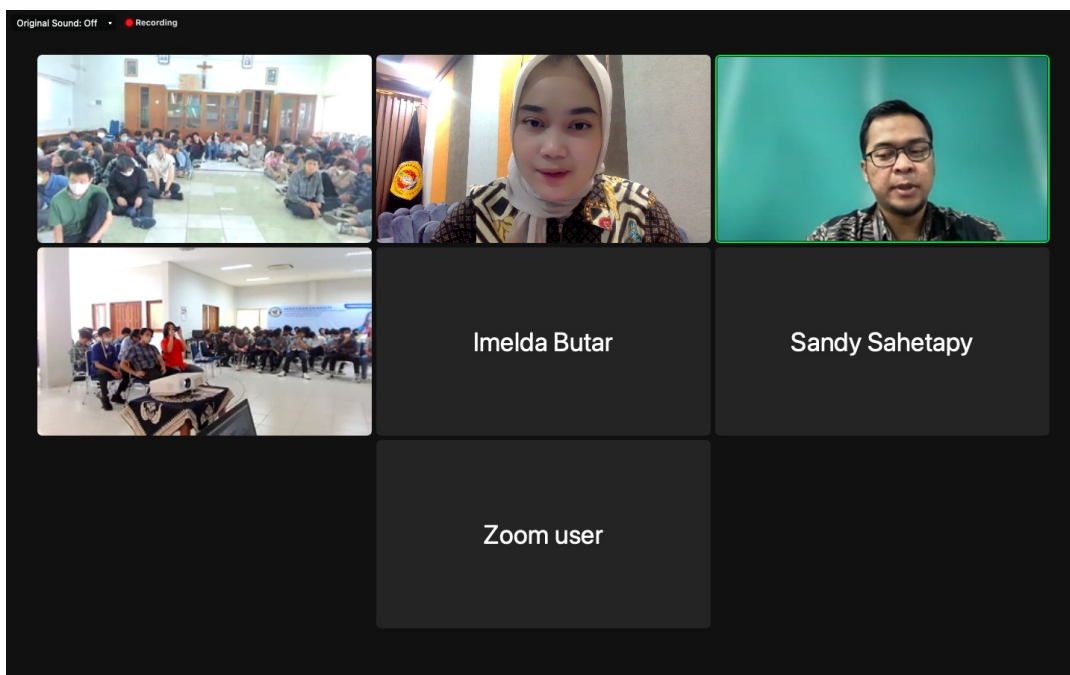 Original Sound: Off
Recording
Imelda Butar
Sandy Sahetapy
Zoom user